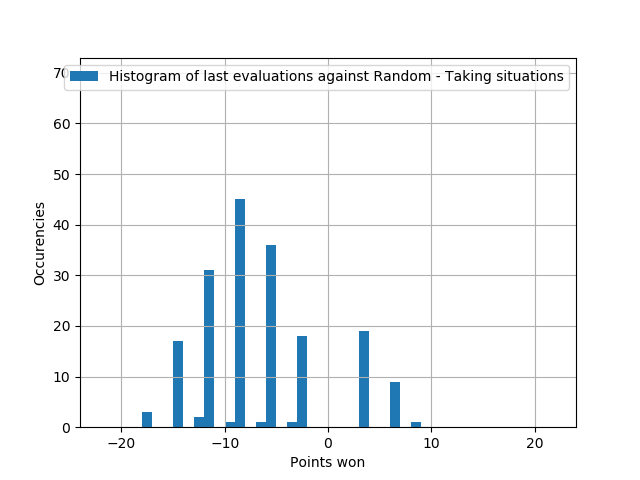 Histogram of last evaluations against Random - Taking situations
70
60
50
40
30
20
10
0
Occurencies
−20 −10 0 10 20
Points won